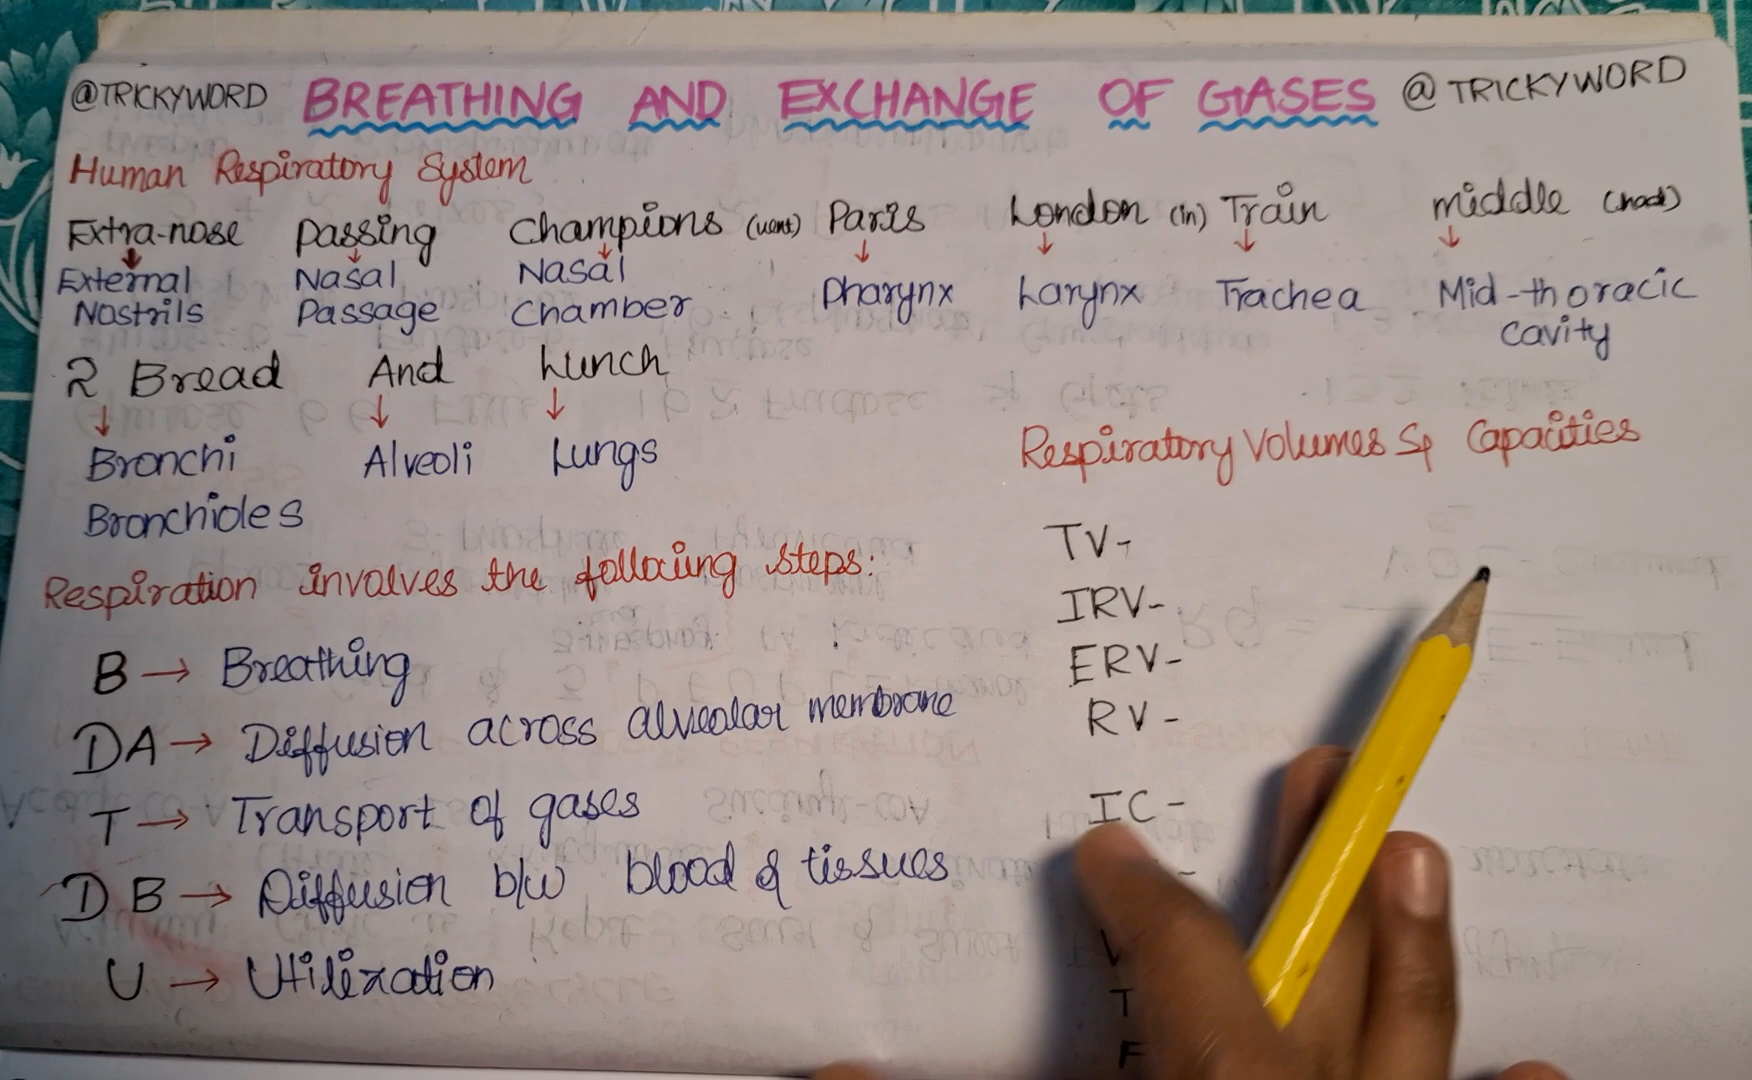 @TRICKYWORD BREATHING AND EXCHANGE OF GASES @TRICKYWORD
Human Respiratory System
Extra-nose Passing Champions (went) Paris London (in) Train middle (had)
External Nasal Nasal Pharynx Larynx Trachea Mid-thoracic
Nostrils Passage Chamber cavity
2 Bread And Lunch
Bronchi Alveoli Lungs
Bronchioles
Respiratory Volumes & Capacities
TV-
IRV-
ERV-
RV-
IC-
V
T
F
Respiration involves the following steps:
B → Breathing
DA → Diffusion across alveolar membrane
T → Transport of gases
DB → Diffusion b/w blood & tissues
U → Utilization